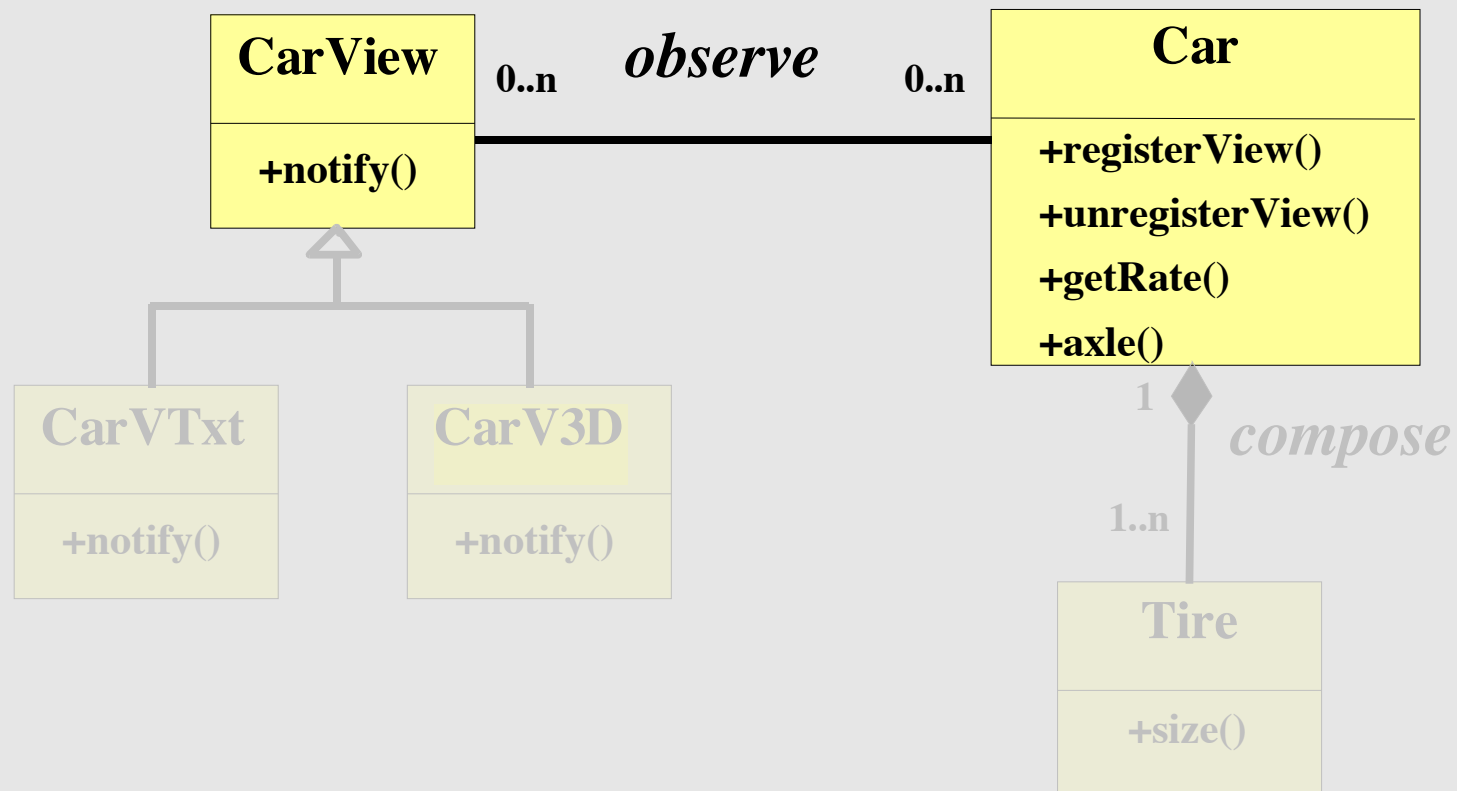 CarView
0..n
observe
0..n
Car
+notify()
+registerView()
+unregisterView()
+getRate()
+axle()
CarVTxt
+notify()
CarV3D
+notify()
1
compose
1..n
Tire
+size()